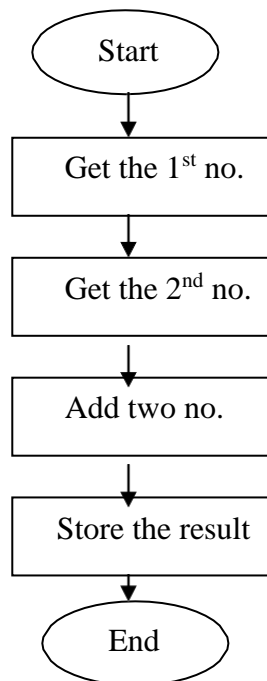 Start
Get the 1st no.
Get the 2nd no.
Add two no.
Store the result
End